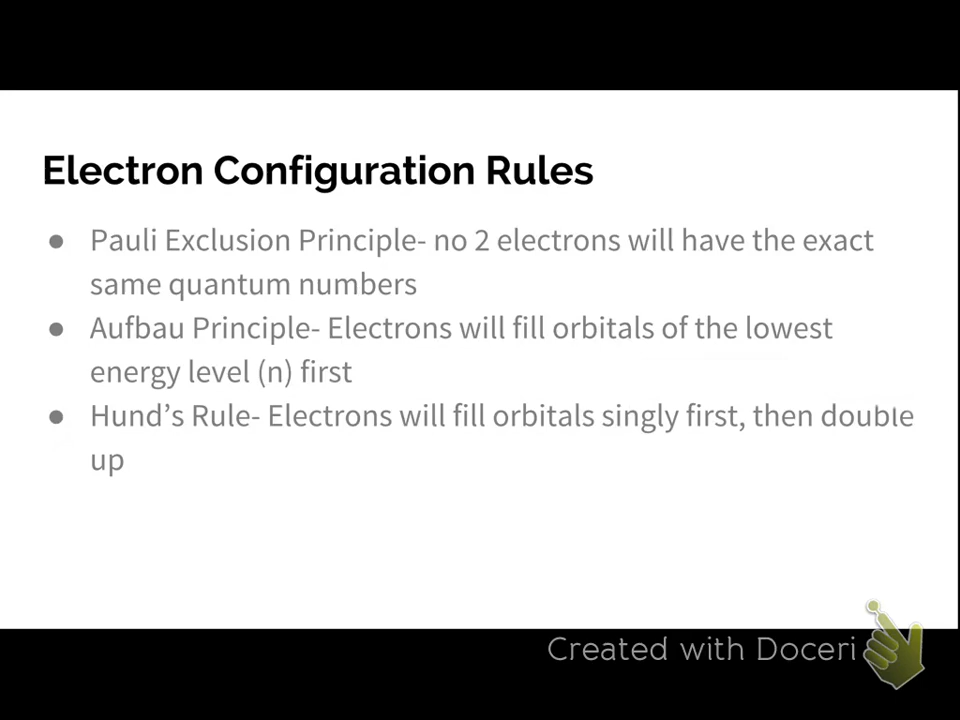 Electron Configuration Rules
● Pauli Exclusion Principle- no 2 electrons will have the exact
same quantum numbers
● Aufbau Principle- Electrons will fill orbitals of the lowest
energy level (n) first
● Hund’s Rule- Electrons will fill orbitals singly first, then double
up
Created with Doceri